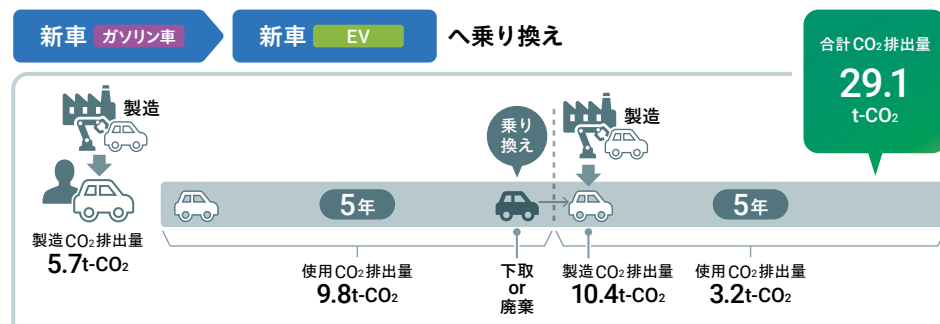 新車 ガソリン車
新車 EV
へ乗り換え
合計CO₂排出量
29.1
t-CO₂
製造
乗り
換え
製造
5年
5年
製造CO₂排出量
5.7t-CO₂
使用CO₂排出量
9.8t-CO₂
下取
or
廃棄
製造CO₂排出量
10.4t-CO₂
使用CO₂排出量
3.2t-CO₂